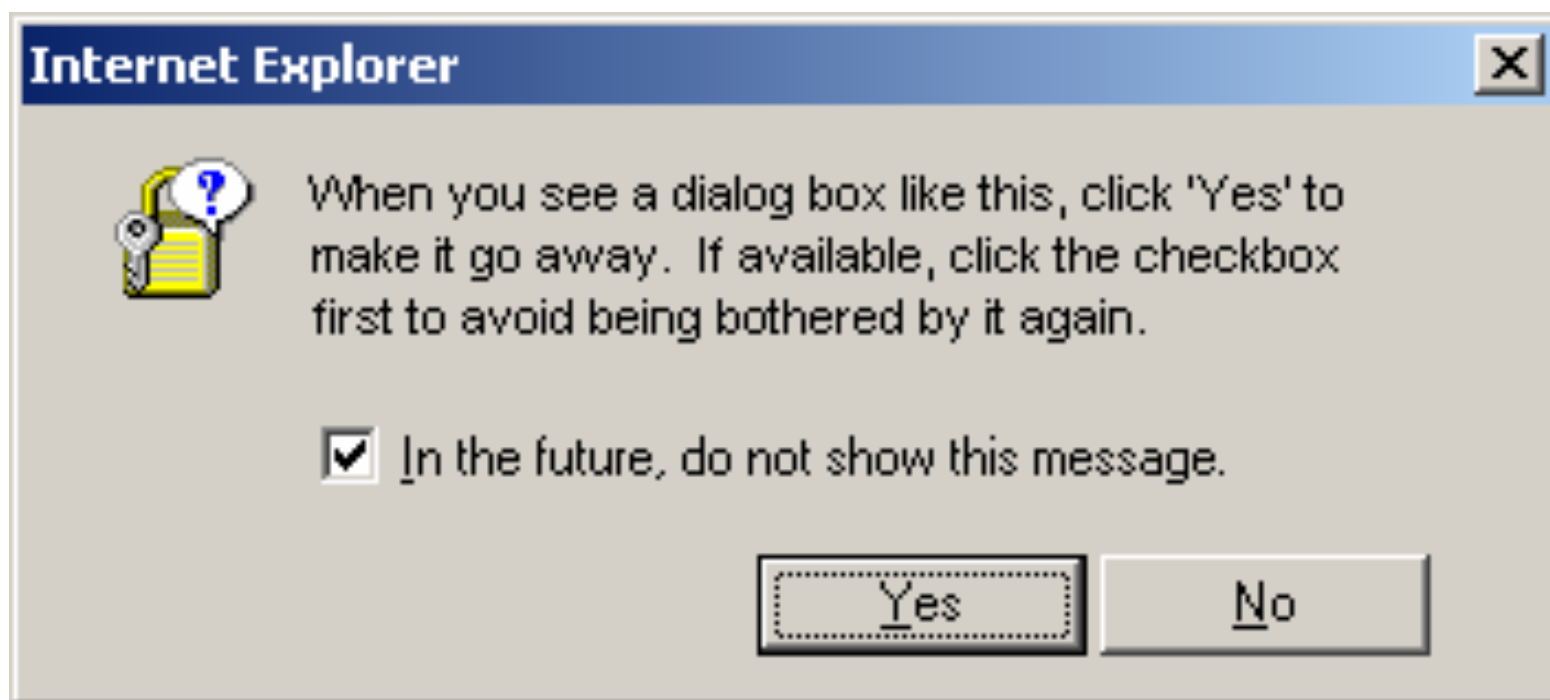 Internet Explorer
?
When you see a dialog box like this, click 'Yes' to
make it go away.  If available, click the checkbox
first to avoid being bothered by it again.
In the future, do not show this message.
Yes
No